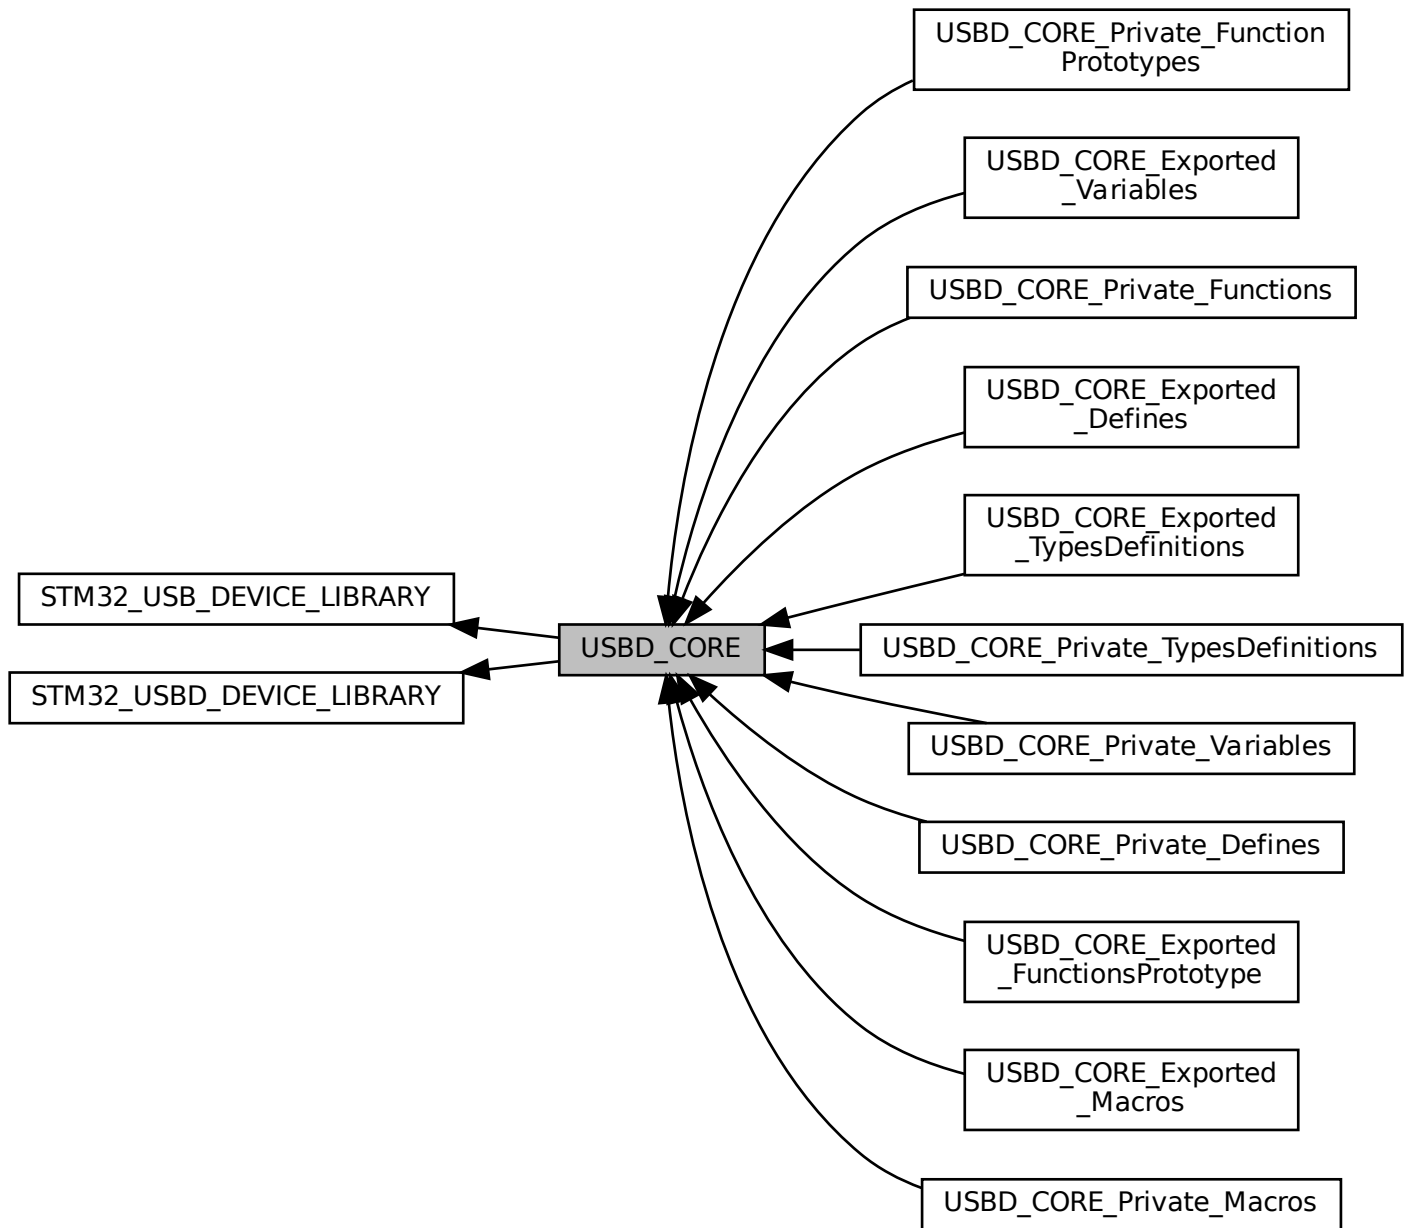 USBD_CORE_Private_Function
Prototypes
USBD_CORE_Exported
_Variables
USBD_CORE_Private_Functions
USBD_CORE_Exported
_Defines
USBD_CORE_Exported
_TypesDefinitions
STM32_USB_DEVICE_LIBRARY
USBD_CORE
USBD_CORE_Private_TypesDefinitions
STM32_USBD_DEVICE_LIBRARY
USBD_CORE_Private_Variables
USBD_CORE_Private_Defines
USBD_CORE_Exported
_FunctionsPrototype
USBD_CORE_Exported
_Macros
USBD_CORE_Private_Macros